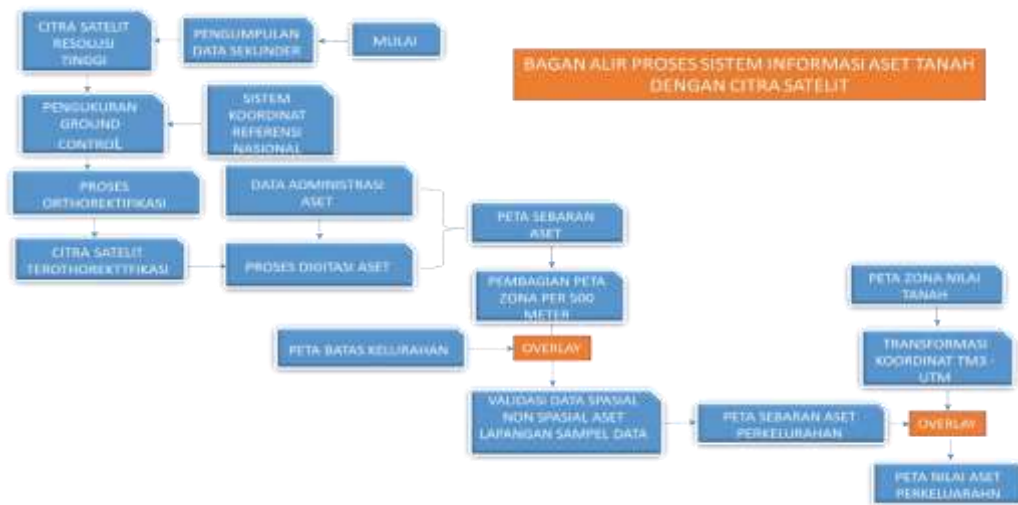 CITRA SATELIT
RESOLUSI
TINGGI
PENGUMPULAN
DATA SEKUNDER
MULAI
BAGAN ALIR PROSES SISTEM INFORMASI ASET TANAH
DENGAN CITRA SATELIT
PENGUKURAN
GROUND
CONTROL
SISTEM
KOORDINAT
REFERENSI
NASIONAL
PROSES
ORTHOREKTIFIKASI
DATA ADMINISTRASI
ASET
PETA SEBARAN
ASET
CITRA SATELIT
TEROTHOREKTTFIKASI
PROSES DIGITASI ASET
PEMBAGIAN PETA
ZONA PER 500
METER
PETA ZONA NILAI
TANAH
PETA BATAS KELURAHAN
OVERLAY
TRANSFORMASI
KOORDINAT TM3 -
UTM
VALIDASI DATA SPASIAL
NON SPASIAL ASET
LAPANGAN SAMPEL DATA
PETA SEBARAN ASET
PERKELURAHAN
OVERLAY
PETA NILAI ASET
PERKELUARAHN